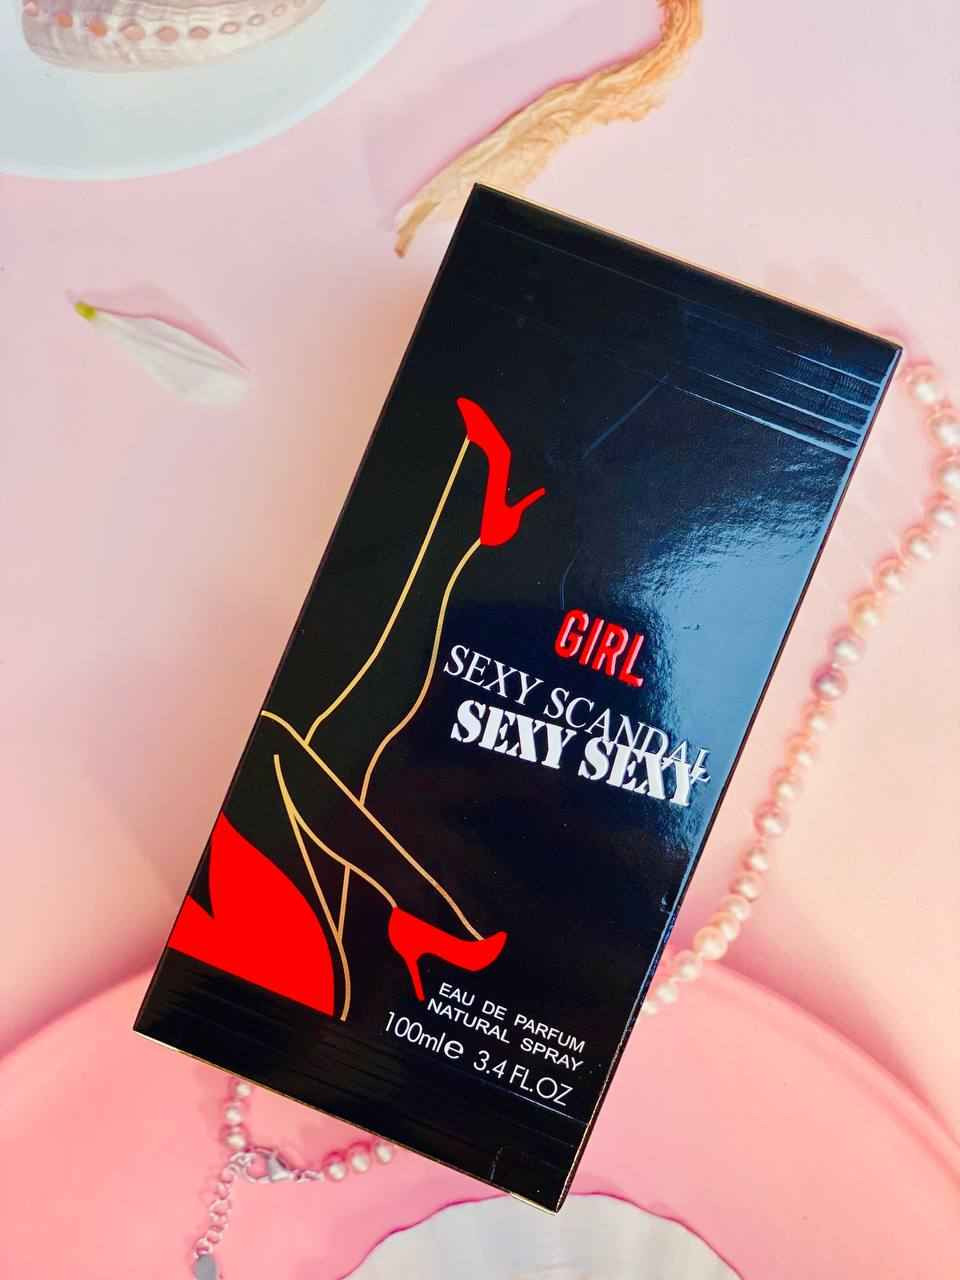 GIRL
SEXY SCANDAL
SEXY SEXY
EAU DE PARFUM
NATURAL SPRAY
100ml℮ 3.4 FL.OZ